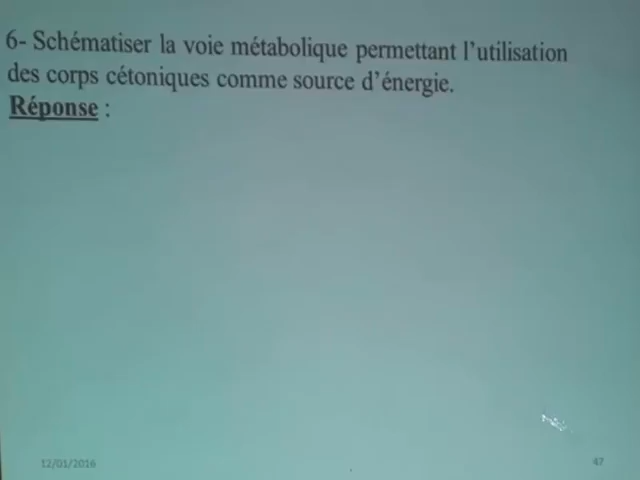 6- Schématiser la voie métabolique permettant l'utilisation
des corps cétoniques comme source d'énergie.
Réponse :
12/01/2016
47